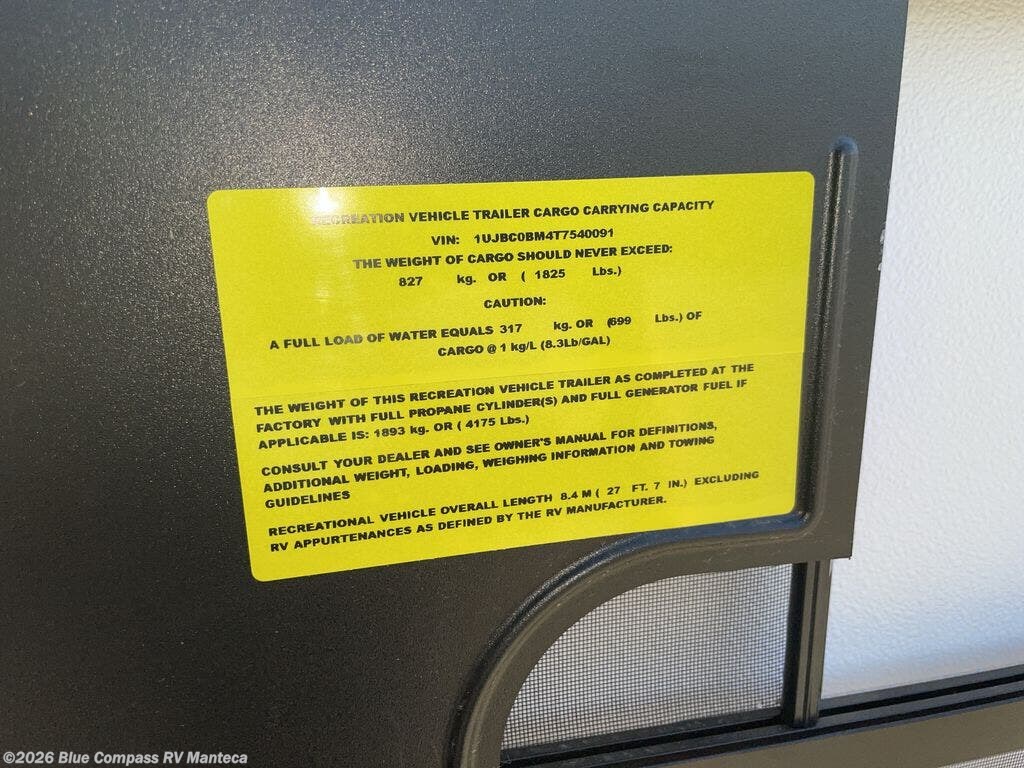 RECREATION VEHICLE TRAILER CARGO CARRYING CAPACITY
VIN: 1UJBC0BM4T7540091
THE WEIGHT OF CARGO SHOULD NEVER EXCEED:
827 kg. OR ( 1825 Lbs.)
CAUTION:
A FULL LOAD OF WATER EQUALS 317 kg. OR (699 Lbs.) OF
CARGO @ 1 kg/L (8.3Lb/GAL)
THE WEIGHT OF THIS RECREATION VEHICLE TRAILER AS COMPLETED AT THE
FACTORY WITH FULL PROPANE CYLINDER(S) AND FULL GENERATOR FUEL IF
APPLICABLE IS: 1893 kg. OR ( 4175 Lbs.)
CONSULT YOUR DEALER AND SEE OWNER'S MANUAL FOR DEFINITIONS,
ADDITIONAL WEIGHT, LOADING, WEIGHING INFORMATION AND TOWING
GUIDELINES
RECREATIONAL VEHICLE OVERALL LENGTH 8.4 M ( 27 FT. 7 IN.) EXCLUDING
RV APPURTENANCES AS DEFINED BY THE RV MANUFACTURER.
©2026 Blue Compass RV Manteca